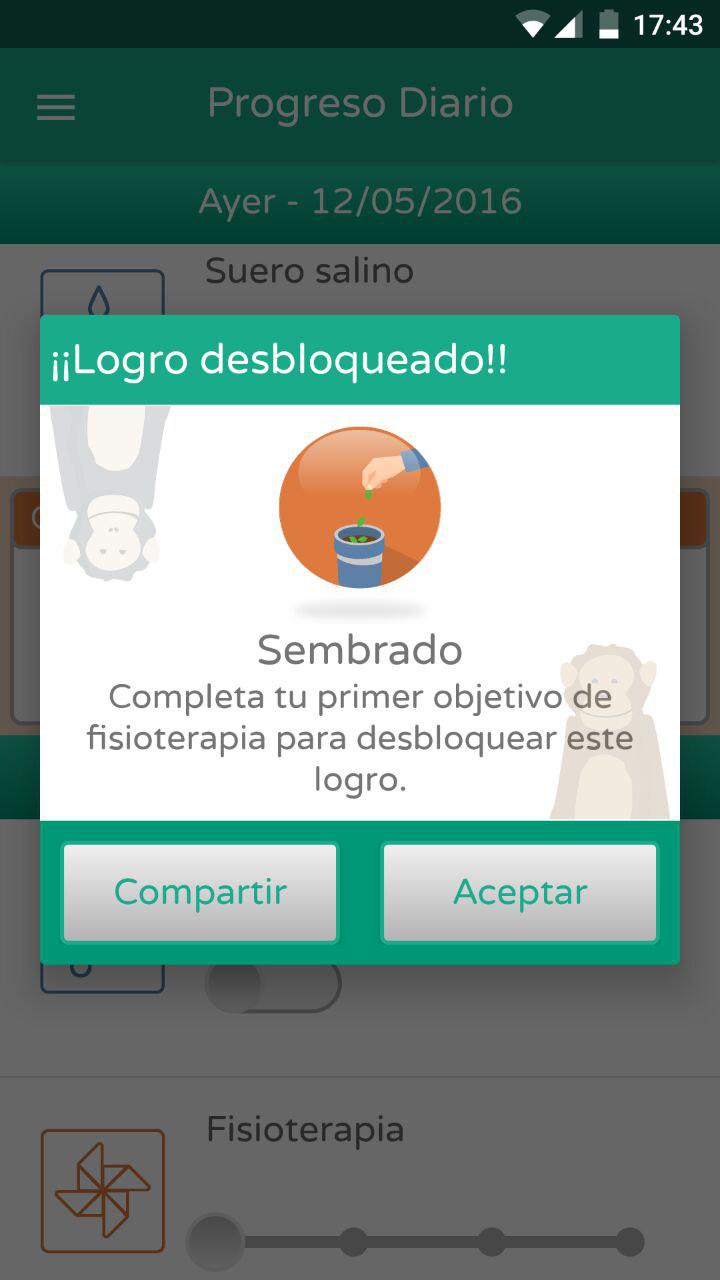 17:43
Progreso Diario
Ayer - 12/05/2016
Suero salino
¡¡Logro desbloqueado!!
Sembrado
Completa tu primer objetivo de
fisioterapia para desbloquear este
logro.
Compartir
Aceptar
Fisioterapia